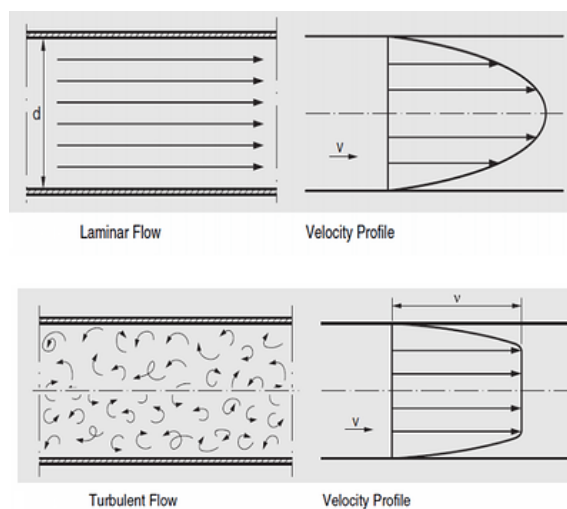 d
v
Laminar Flow
Velocity Profile
v
v
Turbulent Flow
Velocity Profile